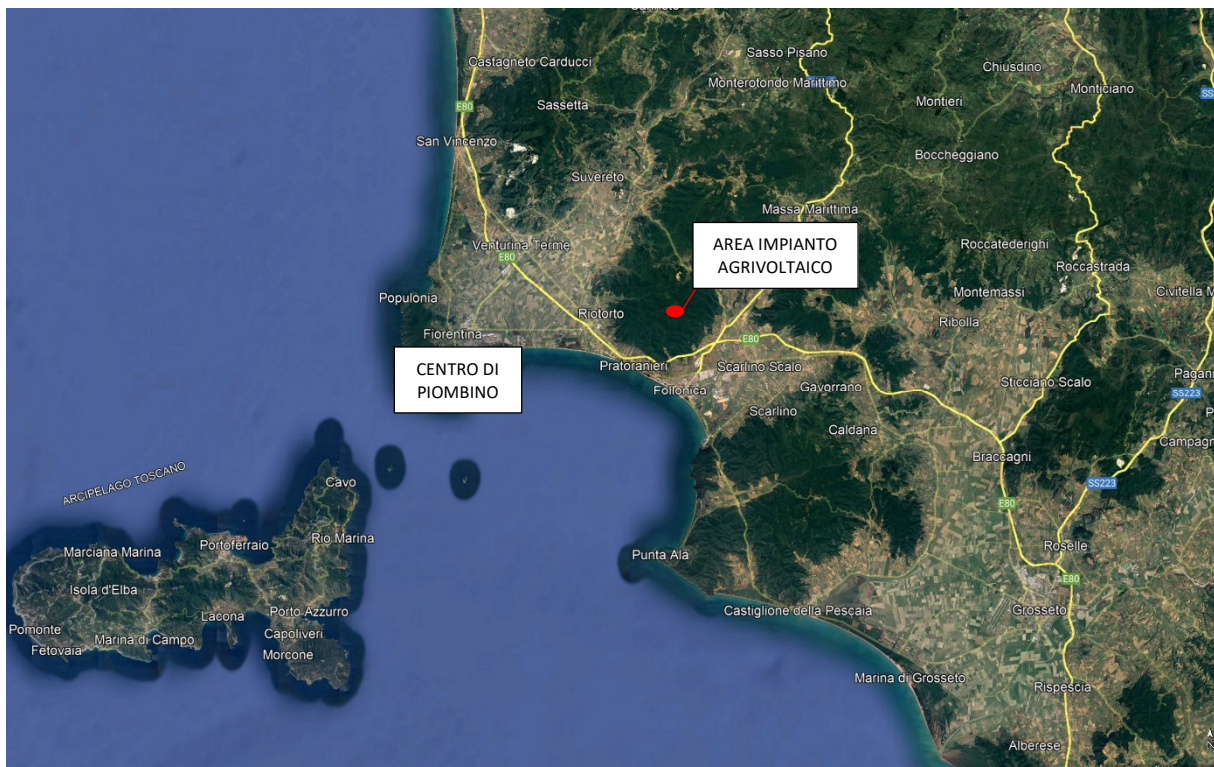 Sasso Pisano
Castagneto Carducci
Chiusdino
Monterotondo Marittimo
Monticiano
Montieri
Sassetta
E80
San Vincenzo
Boccheggiano
Suvereto
Massa Marittima
AREA IMPIANTO
AGRIVOLTAICO
Venturina Terme
E80
Roccatederighi
Roccastrada
Populonia
Montemassi
Civitella M
Riotorto
Ribolla
Fiorentina
E80
CENTRO DI
PIOMBINO
Pratoranieri
Scarlino Scalo
Follonica
Gavorrano
Sticciano Scalo
Pagani
SS223
Scarlino
Caldana
Campagn
Braccagni
ARCIPELAGO TOSCANO
Cavo
SS223
E80
Rio Marina
Portoferraio
Marciana Marina
Punta Ala
Roselle
E80
Isola d'Elba
Lacona
Porto Azzurro
Castiglione della Pescaia
Grosseto
Pomonte
Marina di Campo
Capoliveri
Fetovaia
Morcone
Marina di Grosseto
Rispescia
Alberese